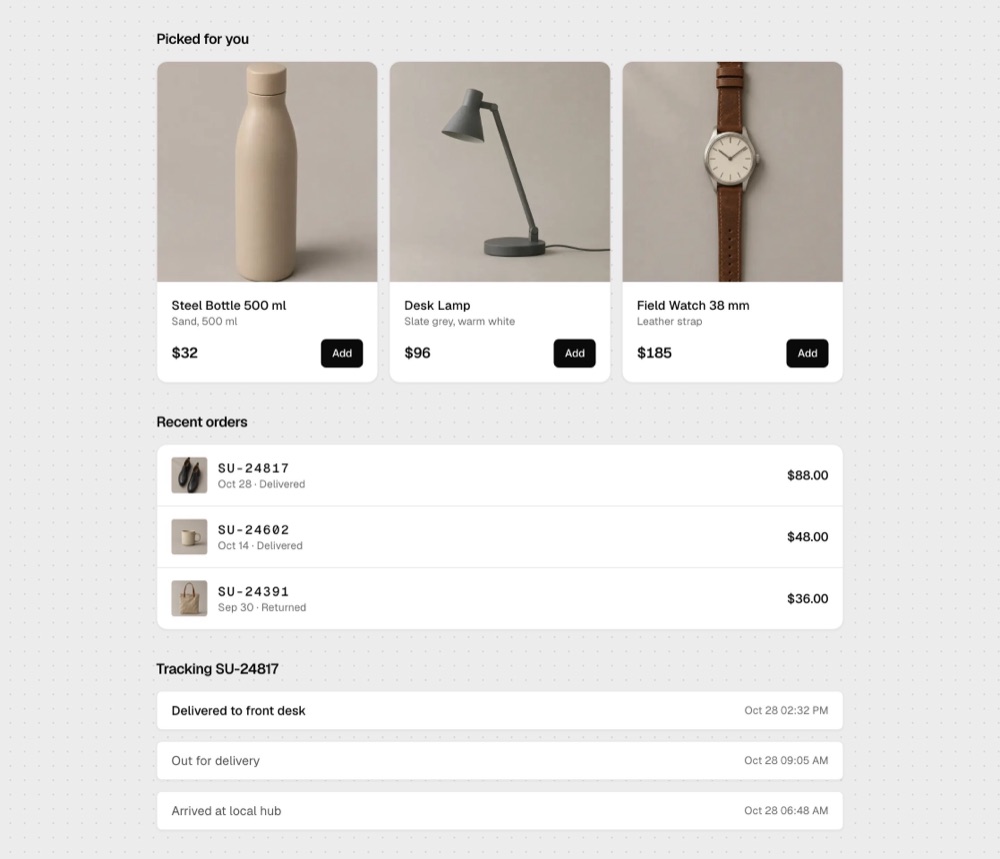 Picked for you
Steel Bottle 500 ml
Sand, 500 ml
$32
Add
Desk Lamp
Slate grey, warm white
$96
Add
Field Watch 38 mm
Leather strap
$185
Add
Recent orders
SU-24817
Oct 28 · Delivered
$88.00
SU-24602
Oct 14 · Delivered
$48.00
SU-24391
Sep 30 · Returned
$36.00
Tracking SU-24817
Delivered to front desk
Oct 28 02:32 PM
Out for delivery
Oct 28 09:05 AM
Arrived at local hub
Oct 28 06:48 AM